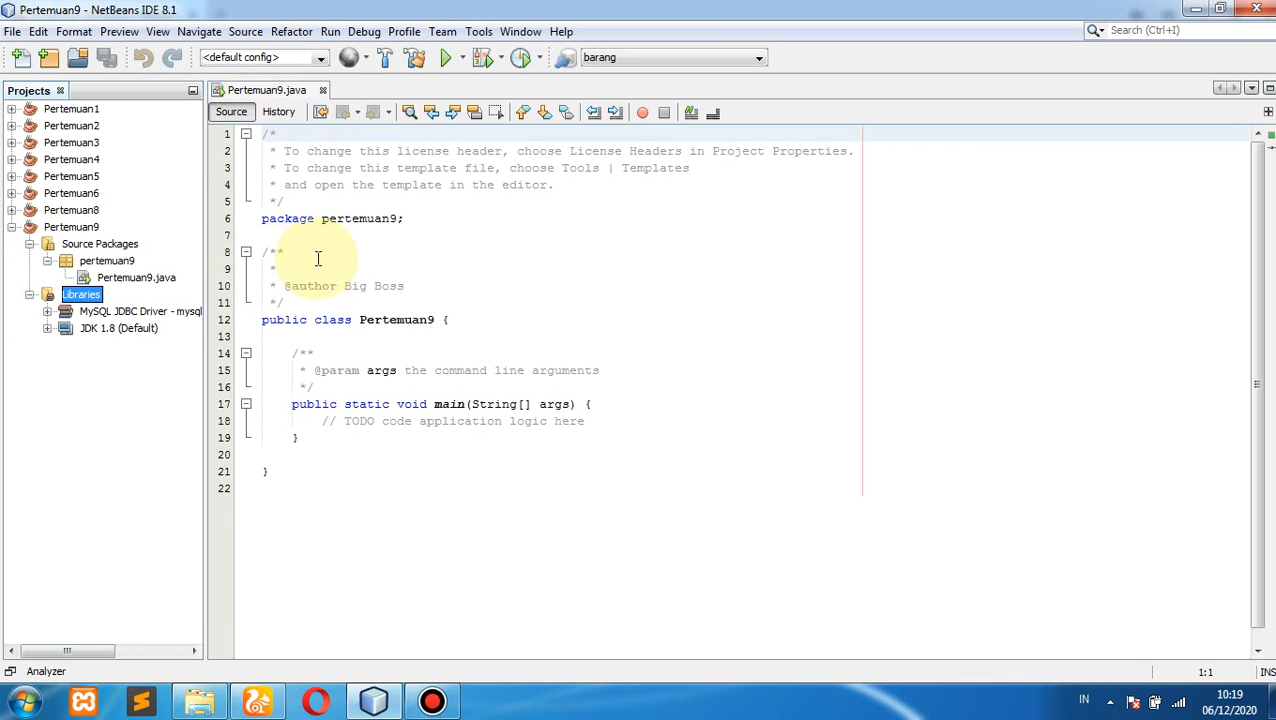 Pertemuan9 - NetBeans IDE 8.1
File Edit Format Preview View Navigate Source Refactor Run Debug Profile Team Tools Window Help
Search (Ctrl+I)
<default config>
barang
Projects
Pertemuan9.java
Source History
Pertemuan1
Pertemuan2
Pertemuan3
Pertemuan4
Pertemuan5
Pertemuan6
Pertemuan8
Pertemuan9
Source Packages
pertemuan9
Pertemuan9.java
Libraries
MySQL JDBC Driver - mysql
JDK 1.8 (Default)
1 /*
2 * To change this license header, choose License Headers in Project Properties.
3 * To change this template file, choose Tools | Templates
4 * and open the template in the editor.
5 */
6 package pertemuan9;
7
8 /**
9 *
10 * @author Big Boss
11 */
12 public class Pertemuan9 {
13
14 /**
15 * @param args the command line arguments
16 */
17 public static void main(String[] args) {
18 // TODO code application logic here
19 }
20
21 }
22
Analyzer
1:1
INS
IN
10:19
06/12/2020